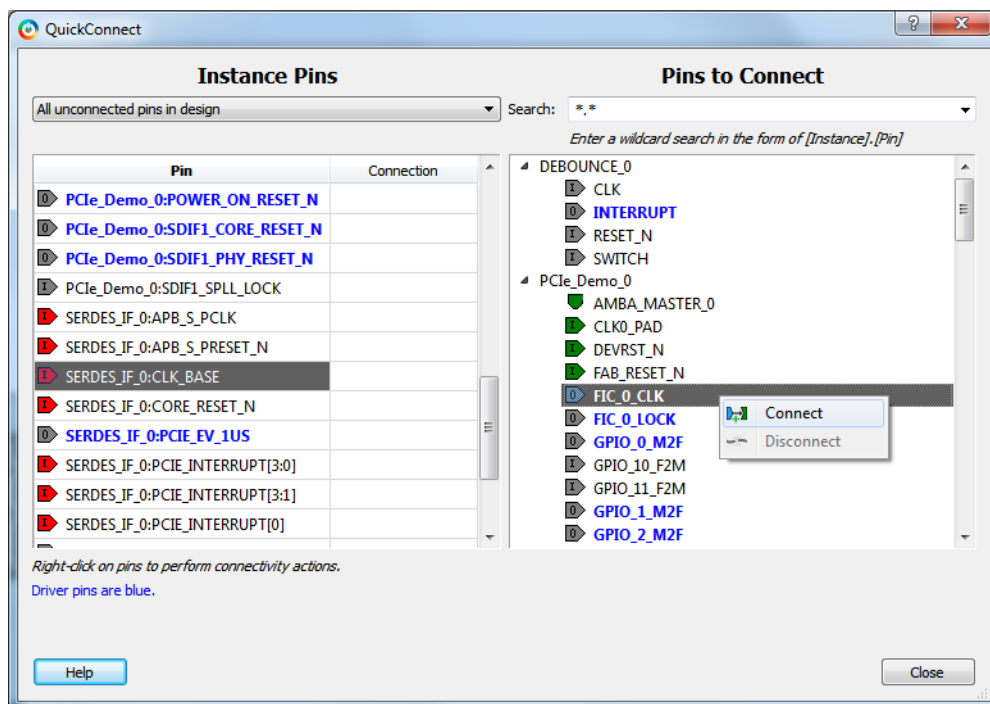 QuickConnect
Instance Pins
All unconnected pins in design
Pin Connection
O PCIe_Demo_0:POWER_ON_RESET_N
O PCIe_Demo_0:SDIF1_CORE_RESET_N
O PCIe_Demo_0:SDIF1_PHY_RESET_N
I PCIe_Demo_0:SDIF1_SPLL_LOCK
I SERDES_IF_0:APB_S_PCLK
I SERDES_IF_0:APB_S_PRESET_N
I SERDES_IF_0:CLK_BASE
I SERDES_IF_0:CORE_RESET_N
O SERDES_IF_0:PCIE_EV_1US
I SERDES_IF_0:PCIE_INTERRUPT[3:0]
I SERDES_IF_0:PCIE_INTERRUPT[3:1]
I SERDES_IF_0:PCIE_INTERRUPT[0]
Right-click on pins to perform connectivity actions.
Driver pins are blue.
Help
Pins to Connect
Search: *.*
Enter a wildcard search in the form of [Instance].[Pin]
DEBOUNCE_0
I CLK
O INTERRUPT
I RESET_N
I SWITCH
PCIe_Demo_0
AMBA_MASTER_0
I CLK0_PAD
I DEVRST_N
I FAB_RESET_N
O FIC_0_CLK
O FIC_0_LOCK
O GPIO_0_M2F
I GPIO_10_F2M
I GPIO_11_F2M
O GPIO_1_M2F
O GPIO_2_M2F
Connect
Disconnect
Close